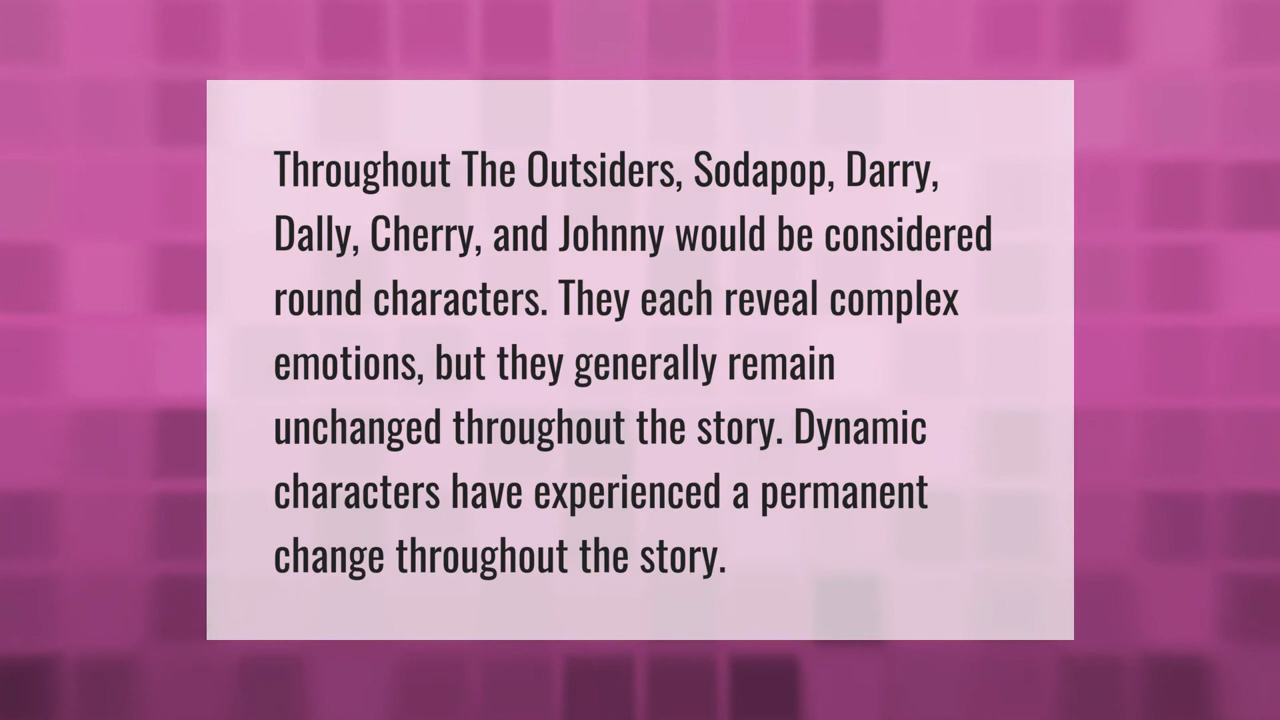 Throughout The Outsiders, Sodapop, Darry,
Dally, Cherry, and Johnny would be considered
round characters. They each reveal complex
emotions, but they generally remain
unchanged throughout the story. Dynamic
characters have experienced a permanent
change throughout the story.